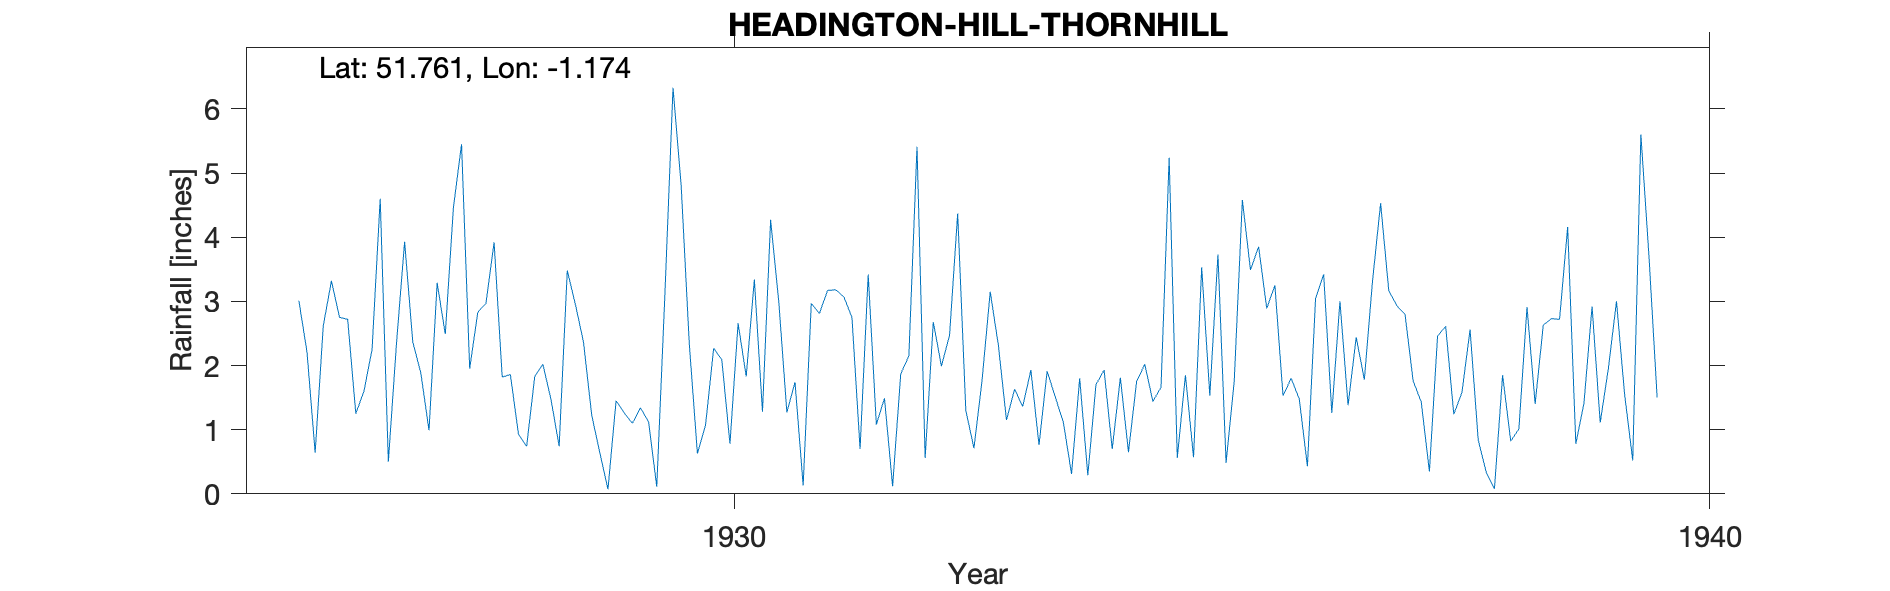 HEADINGTON-HILL-THORNHILL
Lat: 51.761, Lon: -1.174
6
5
4
3
2
1
0
Rainfall [inches]
1930
1940
Year